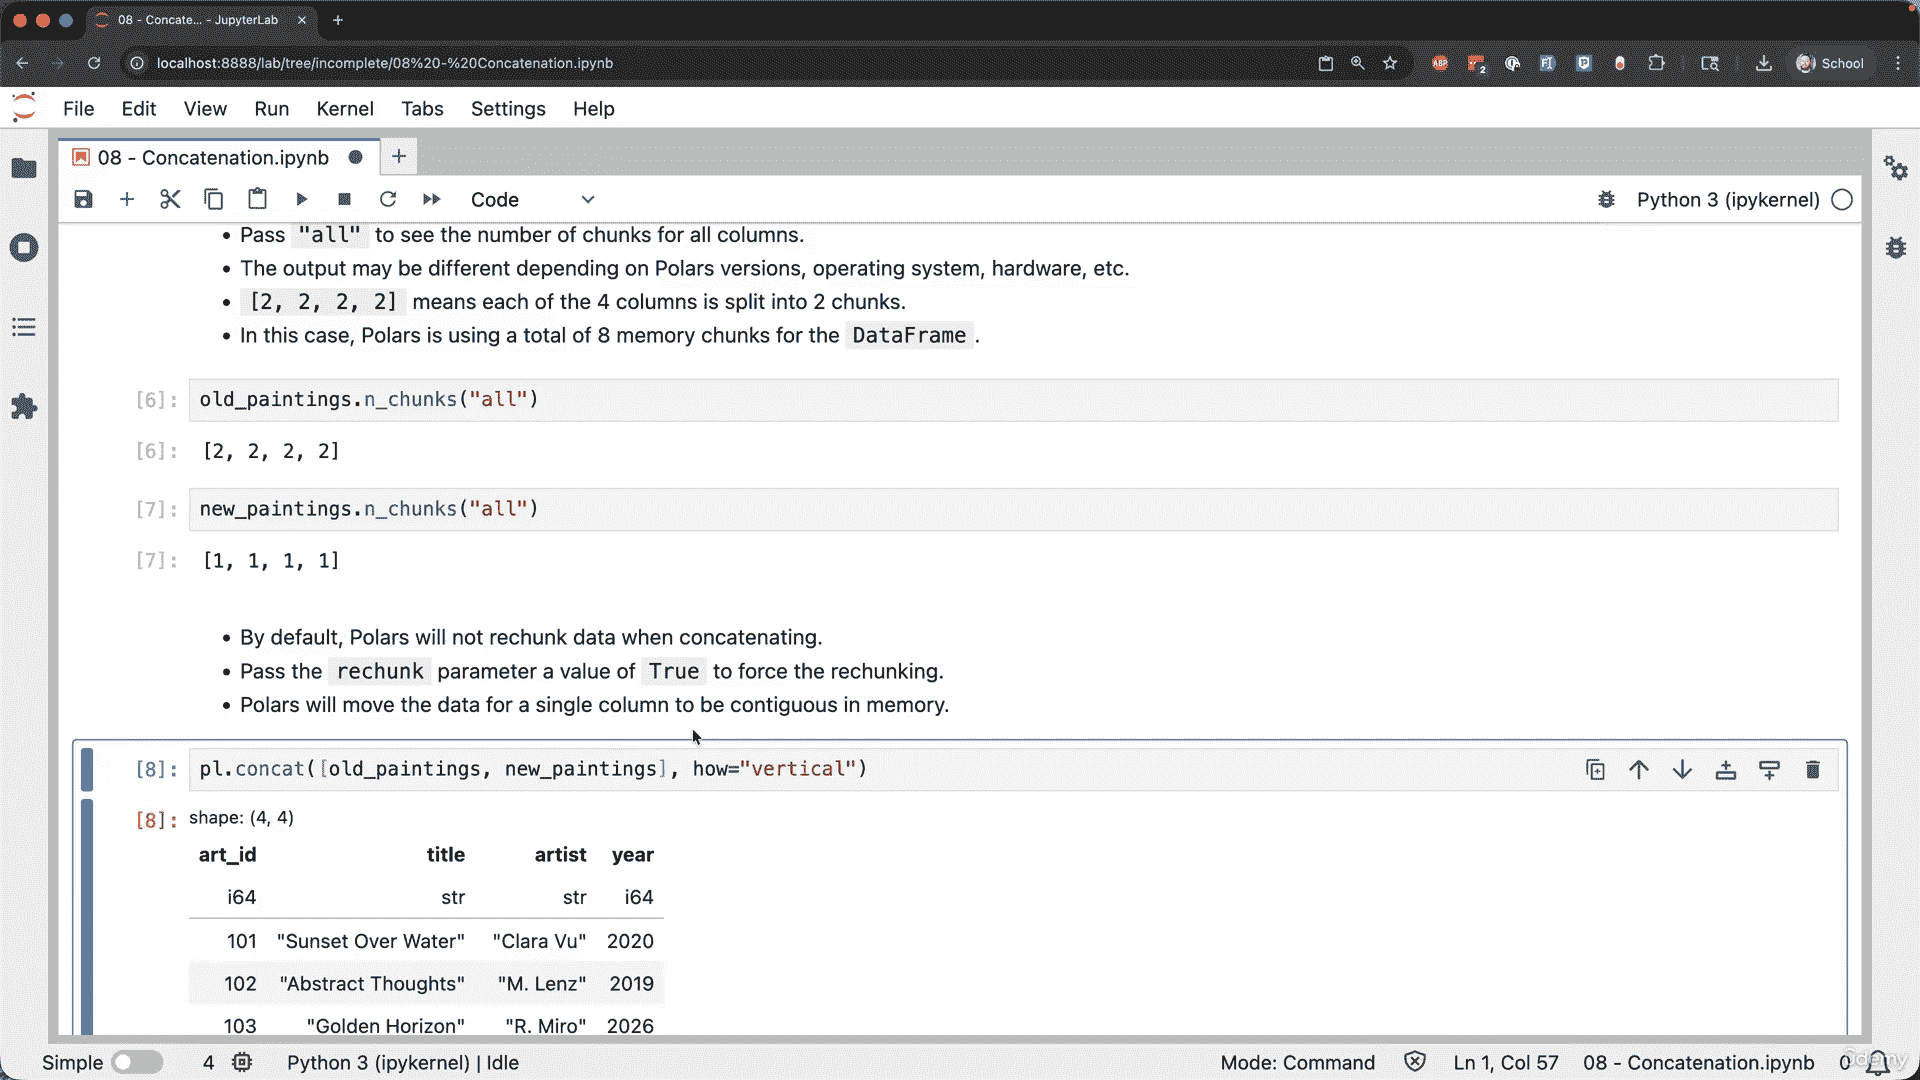 08 - Concate... - JupyterLab
localhost:8888/lab/tree/incomplete/08%20-%20Concatenation.ipynb
ABP
2
School
File Edit View Run Kernel Tabs Settings Help
08 - Concatenation.ipynb
Code
Python 3 (ipykernel)
• Pass "all" to see the number of chunks for all columns.
• The output may be different depending on Polars versions, operating system, hardware, etc.
• [2, 2, 2, 2] means each of the 4 columns is split into 2 chunks.
• In this case, Polars is using a total of 8 memory chunks for the DataFrame .
[6]: old_paintings.n_chunks("all")
[6]: [2, 2, 2, 2]
[7]: new_paintings.n_chunks("all")
[7]: [1, 1, 1, 1]
• By default, Polars will not rechunk data when concatenating.
• Pass the rechunk parameter a value of True to force the rechunking.
• Polars will move the data for a single column to be contiguous in memory.
[8]: pl.concat([old_paintings, new_paintings], how="vertical")
[8]: shape: (4, 4)
art_id title artist year
i64 str str i64
101 "Sunset Over Water" "Clara Vu" 2020
102 "Abstract Thoughts" "M. Lenz" 2019
103 "Golden Horizon" "R. Miro" 2026
Simple 4 Python 3 (ipykernel) | Idle Mode: Command Ln 1, Col 57 08 - Concatenation.ipynb 0
Udemy